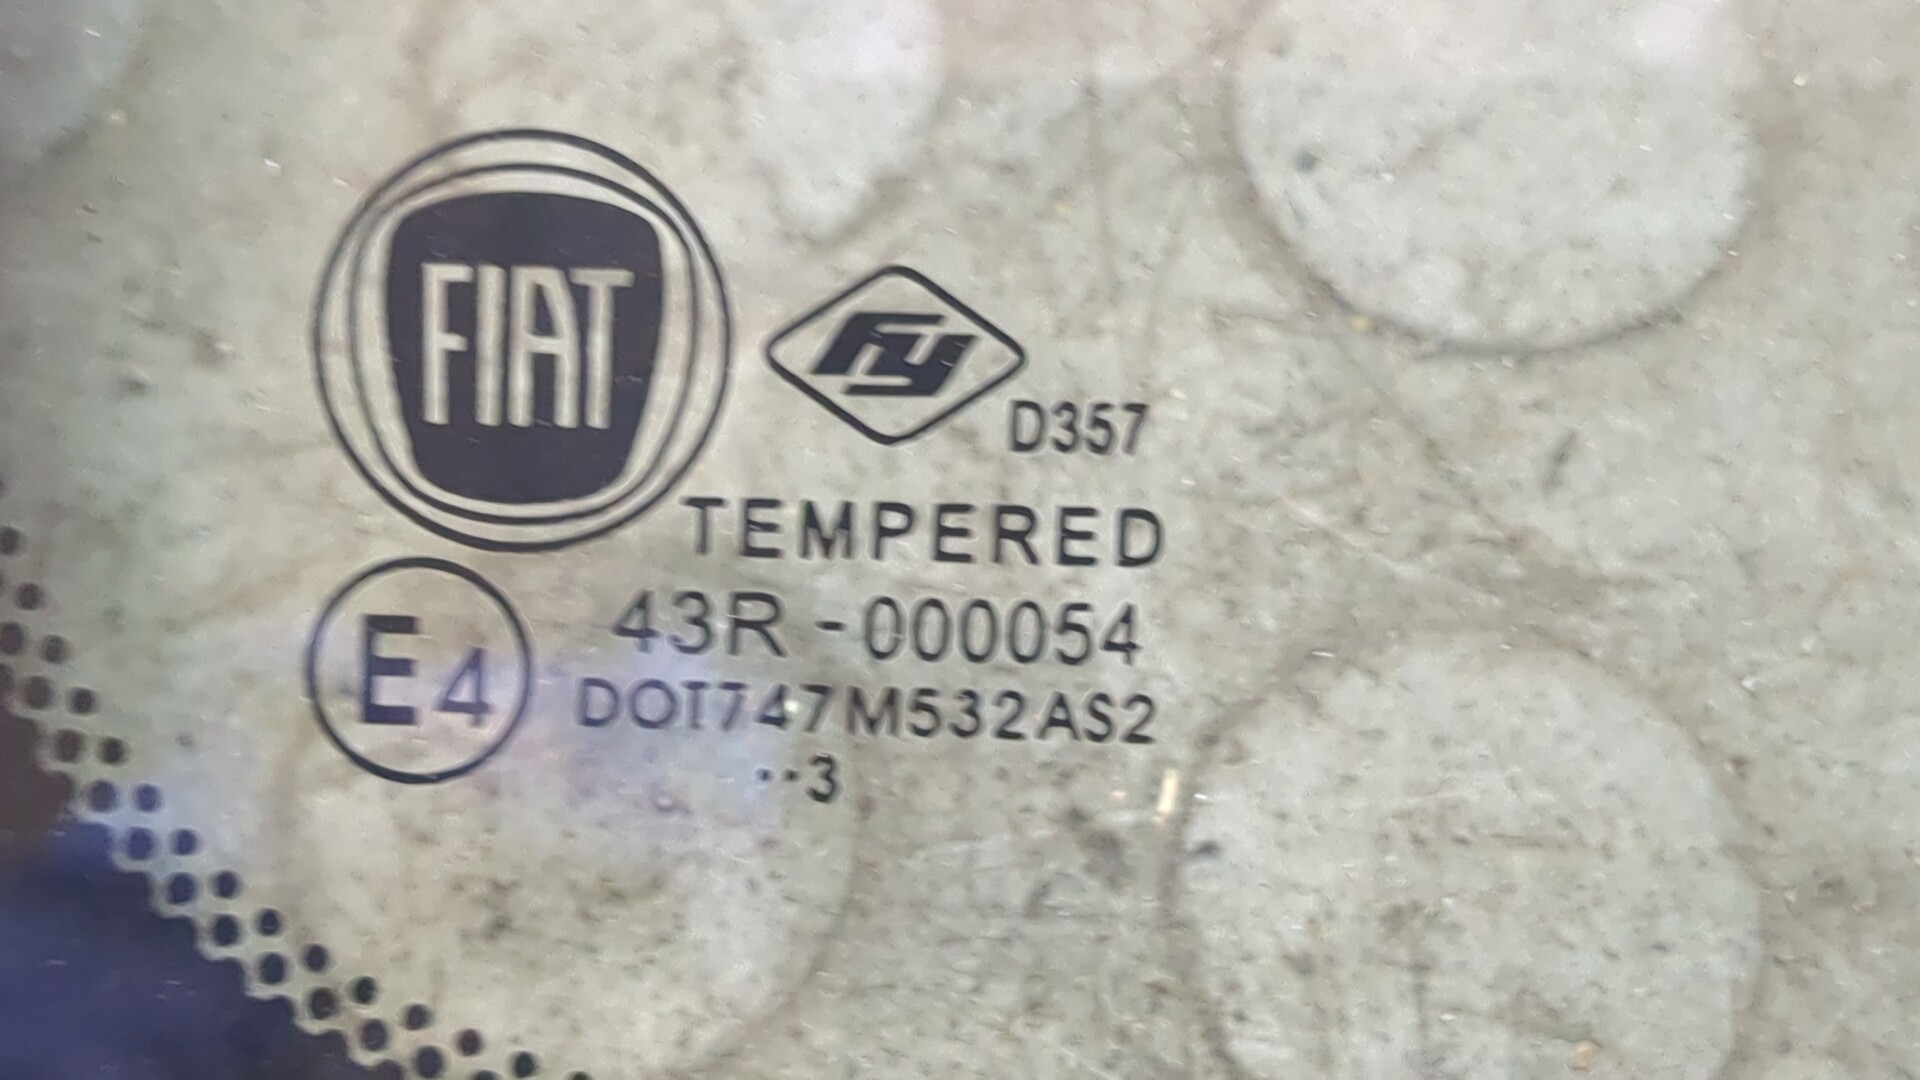 FIAT
FY
D357
TEMPERED
43R-000054
E4
DOT747M532AS2
··3